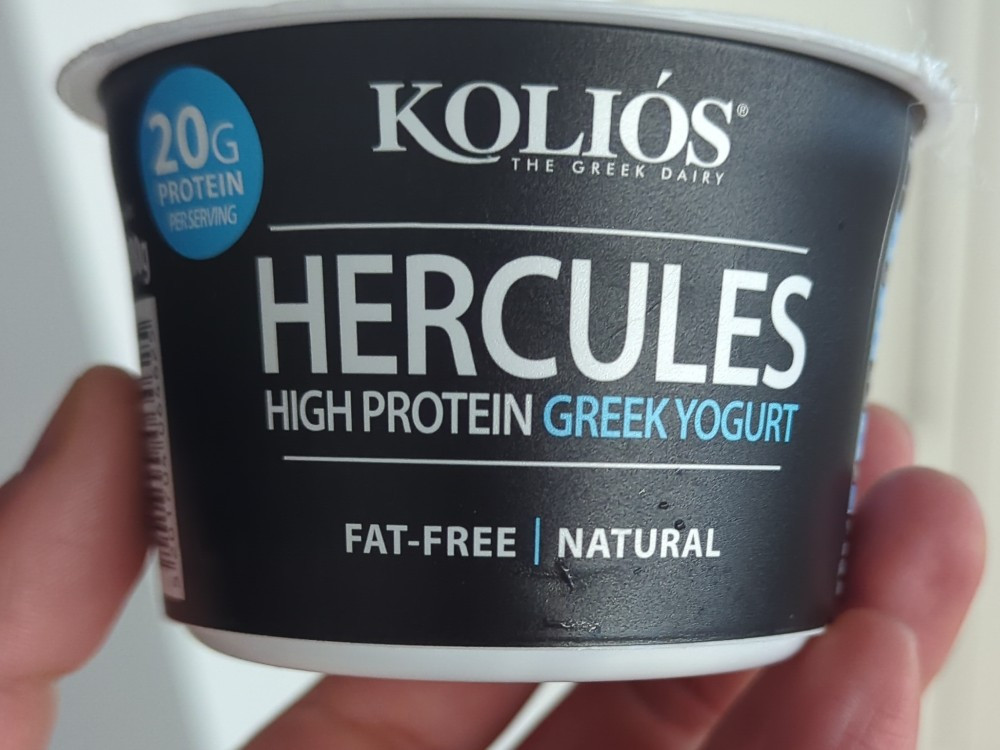 20G
PROTEIN
PER SERVING
KOLIÓS®
THE GREEK DAIRY
HERCULES
HIGH PROTEIN GREEK YOGURT
FAT-FREE | NATURAL